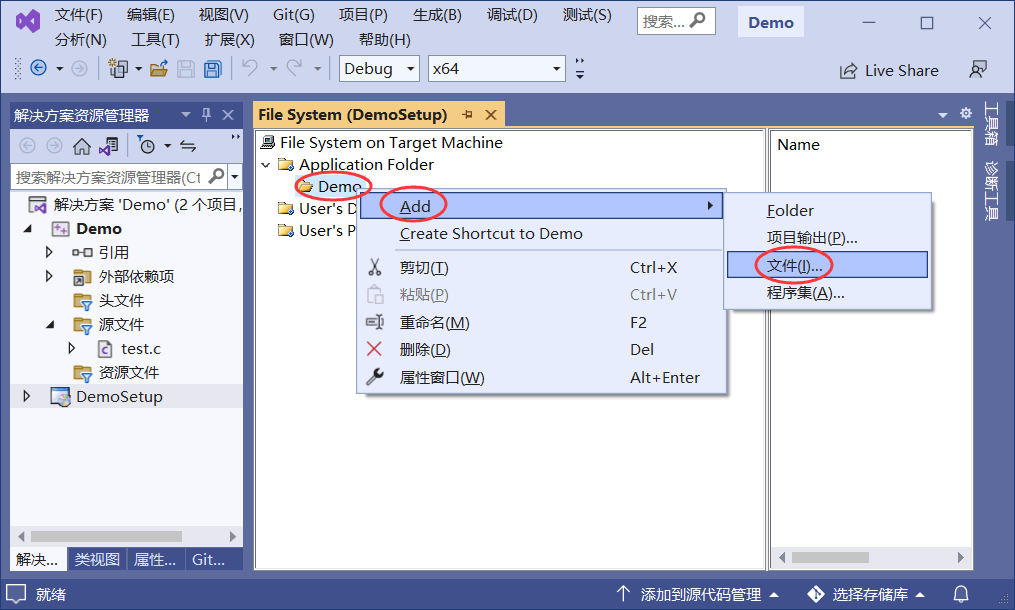 文件(F) 编辑(E) 视图(V) Git(G) 项目(P) 生成(B) 调试(D) 测试(S) 搜索... Demo
分析(N) 工具(T) 扩展(X) 窗口(W) 帮助(H)
Debug x64 Live Share
解决方案资源管理器
搜索解决方案资源管理器(Ct
解决方案 'Demo' (2 个项目,
Demo
引用
外部依赖项
头文件
源文件
test.c
资源文件
DemoSetup
解决... 类视图 属性... Git...
File System (DemoSetup)
File System on Target Machine
Application Folder
Demo
User's D
User's P
Add
Create Shortcut to Demo
剪切(T) Ctrl+X
粘贴(P) Ctrl+V
重命名(M) F2
删除(D) Del
属性窗口(W) Alt+Enter
Folder
项目输出(P)...
文件(I)...
程序集(A)...
Name
工具箱
诊断工具
就绪 添加到源代码管理 选择存储库